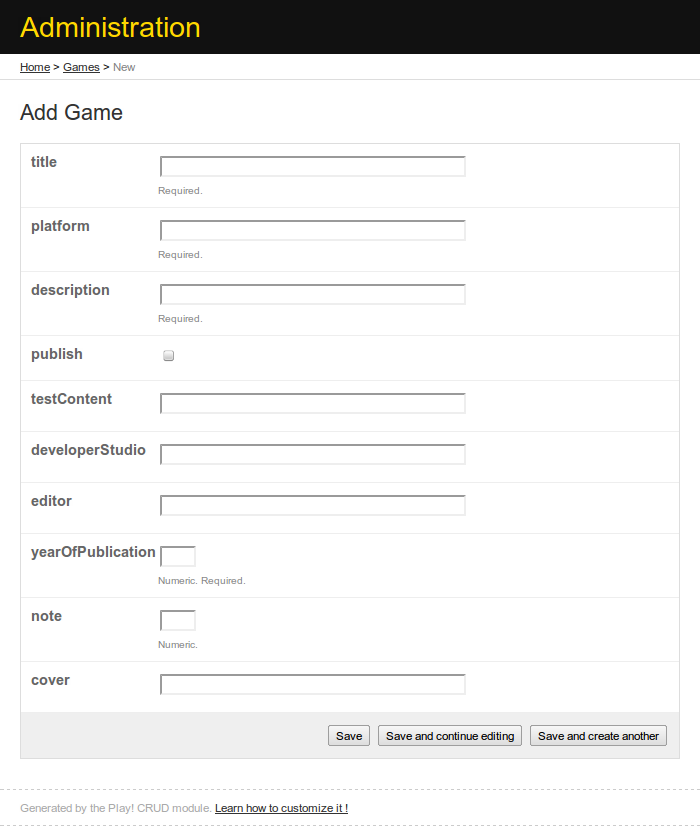 Administration
Home > Games > New
Add Game
title
Required.
platform
Required.
description
Required.
publish
testContent
developerStudio
editor
yearOfPublication
Numeric. Required.
note
Numeric.
cover
Save Save and continue editing Save and create another
Generated by the Play! CRUD module. Learn how to customize it !